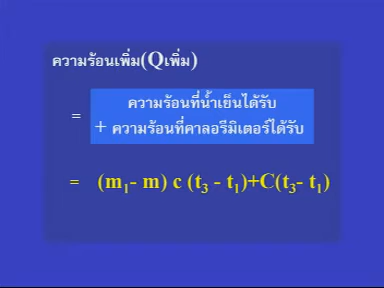 ความร้อนเพิ่ม(Qเพิ่ม)
ความร้อนที่น้ำเย็นได้รับ
= + ความร้อนที่คาลอรีมิเตอร์ได้รับ
= (m₁- m) c (t₃ - t₁)+C(t₃- t₁)